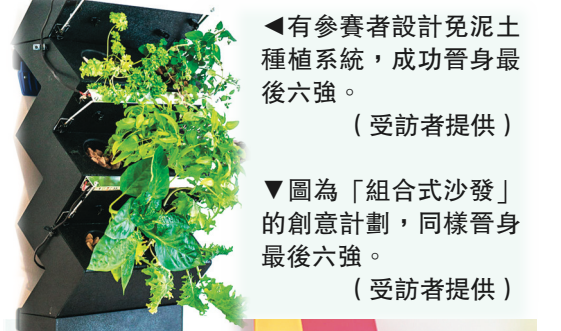 ◀有參賽者設計免泥土
種植系統，成功晉身最
後六強。
（受訪者提供）
▼圖為「組合式沙發」
的創意計劃，同樣晉身
最後六強。
（受訪者提供）